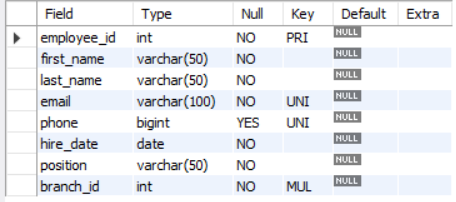 Field Type Null Key Default Extra
employee_id int NO PRI NULL
first_name varchar(50) NO NULL
last_name varchar(50) NO NULL
email varchar(100) NO UNI NULL
phone bigint YES UNI NULL
hire_date date NO NULL
position varchar(50) NO NULL
branch_id int NO MUL NULL